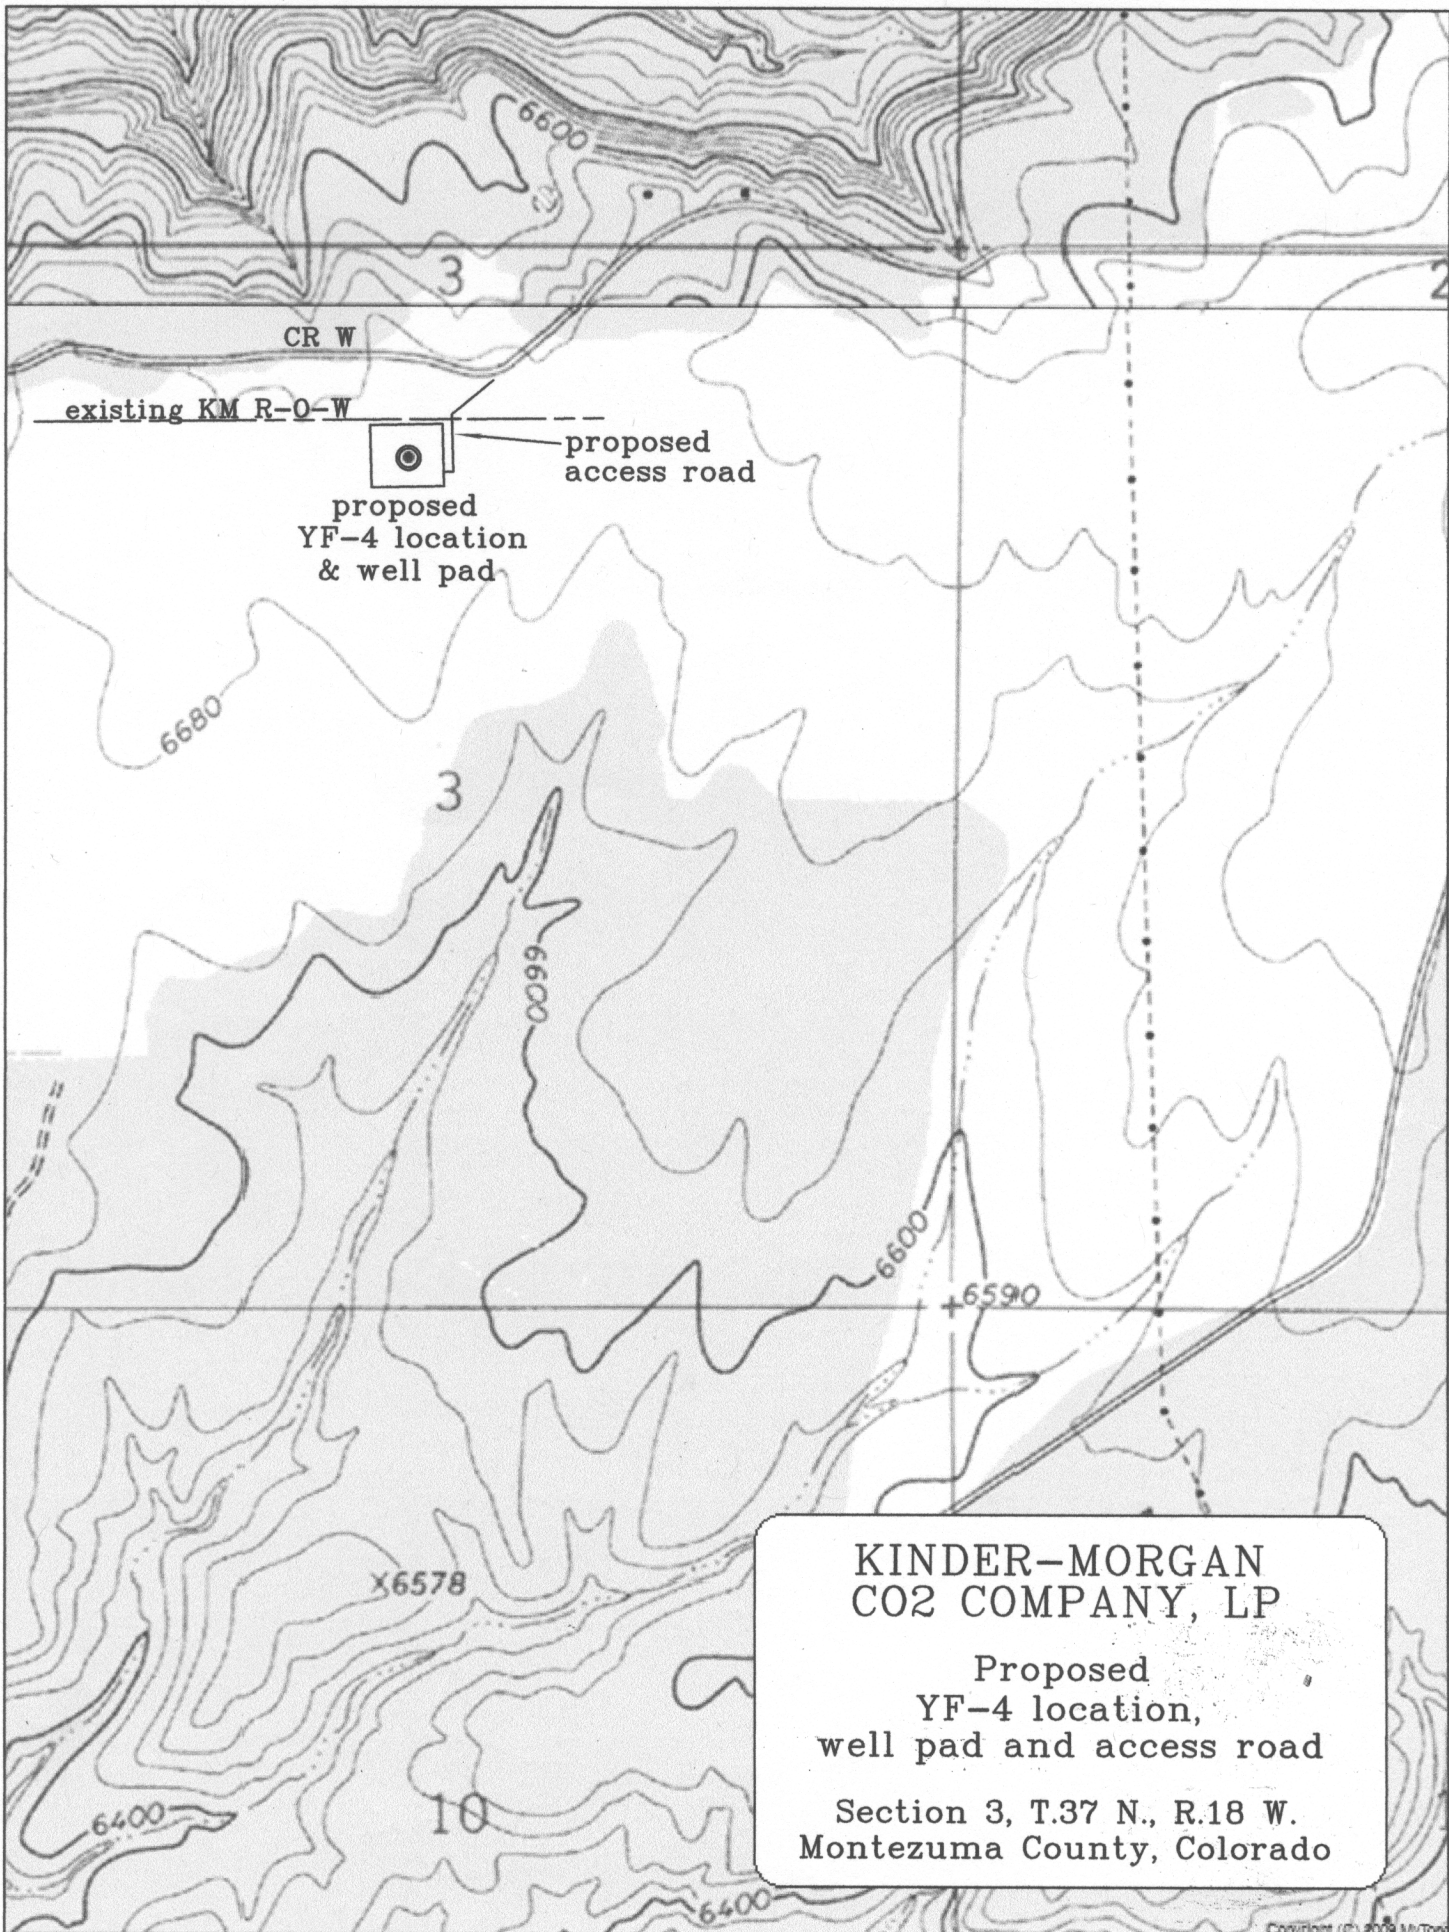 6600
3
2
CR W
existing KM R-O-W
proposed
access road
proposed
YF-4 location
& well pad
6680
3
6600
6600
6590
X6578
KINDER-MORGAN
CO2 COMPANY, LP
Proposed
YF-4 location,
well pad and access road
Section 3, T.37 N., R.18 W.
Montezuma County, Colorado
6400
10
6400